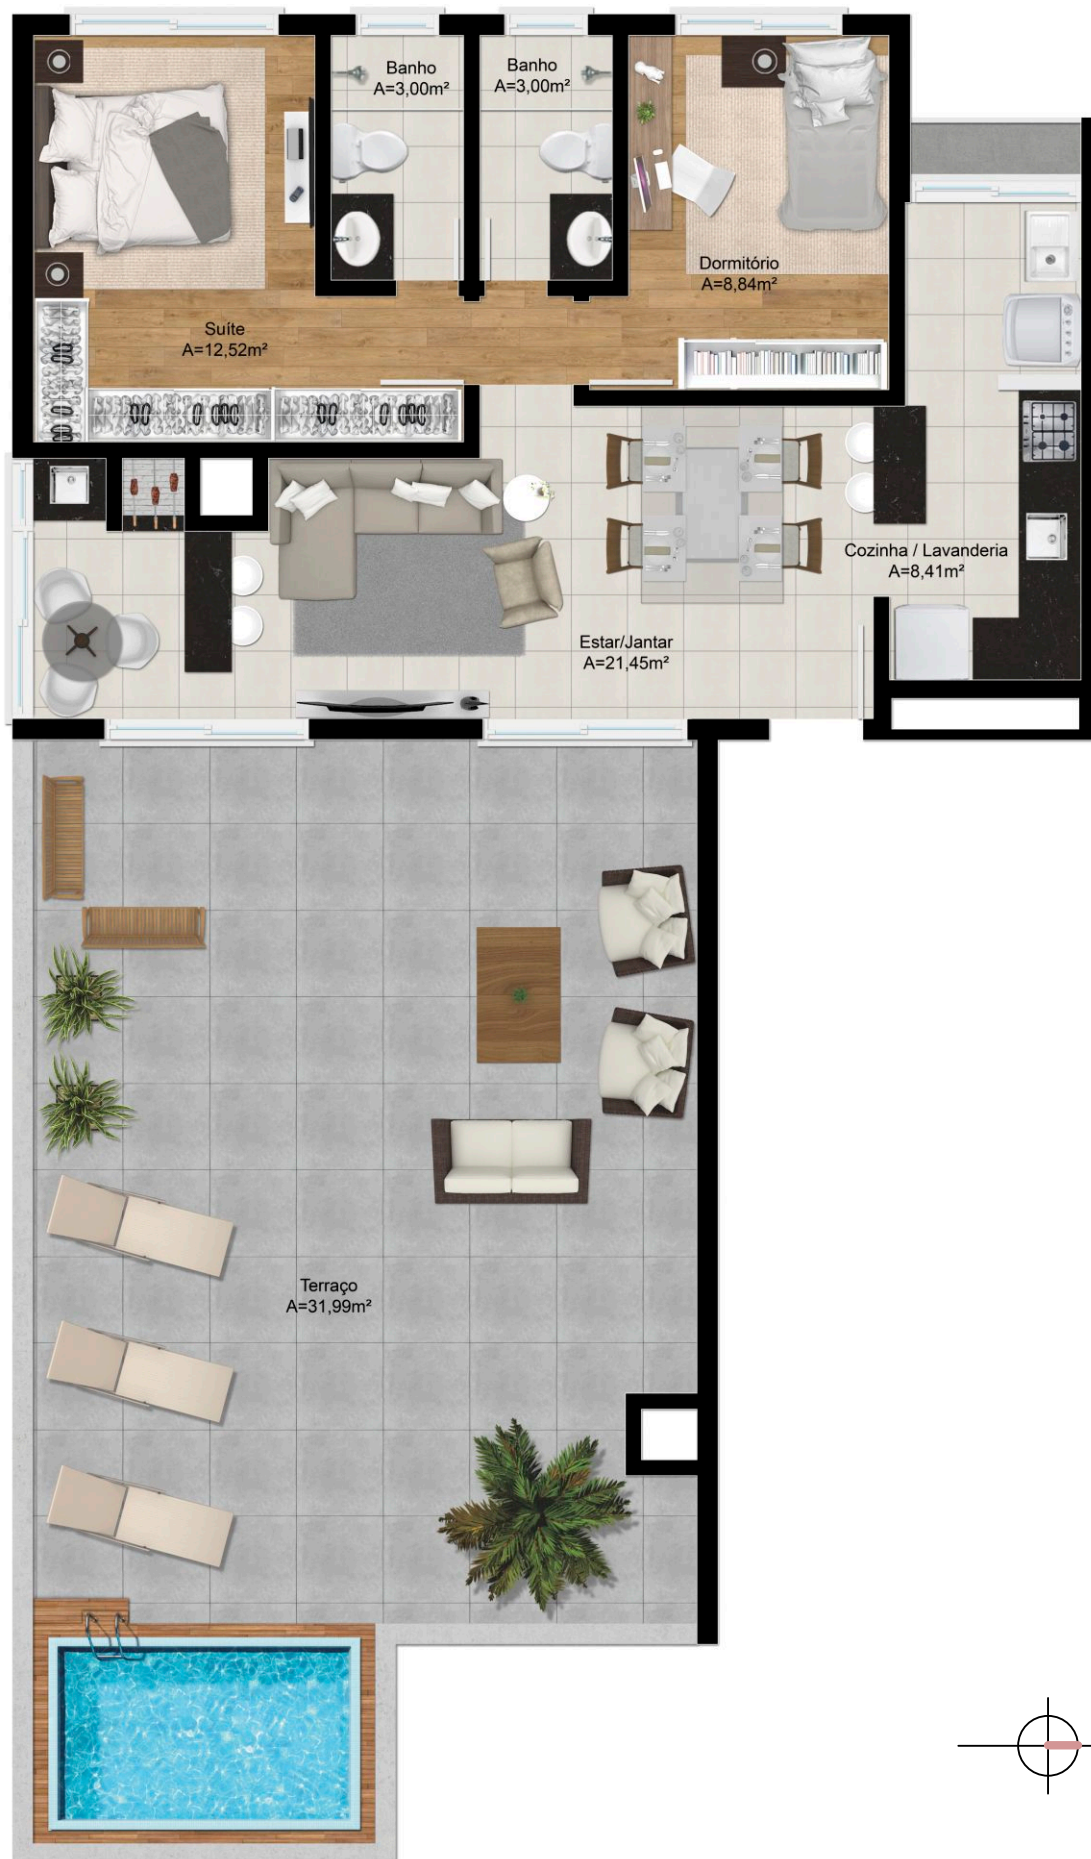 Banho
A=3,00m²
Banho
A=3,00m²
Dormitório
A=8,84m²
Suíte
A=12,52m²
Cozinha / Lavanderia
A=8,41m²
Estar/Jantar
A=21,45m²
Terraço
A=31,99m²